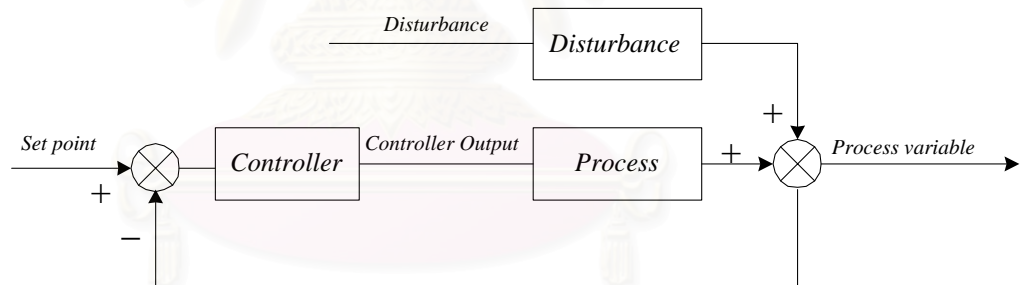 Disturbance
Disturbance
+
Set point
Controller
Controller Output
Process
+
Process variable
+
−